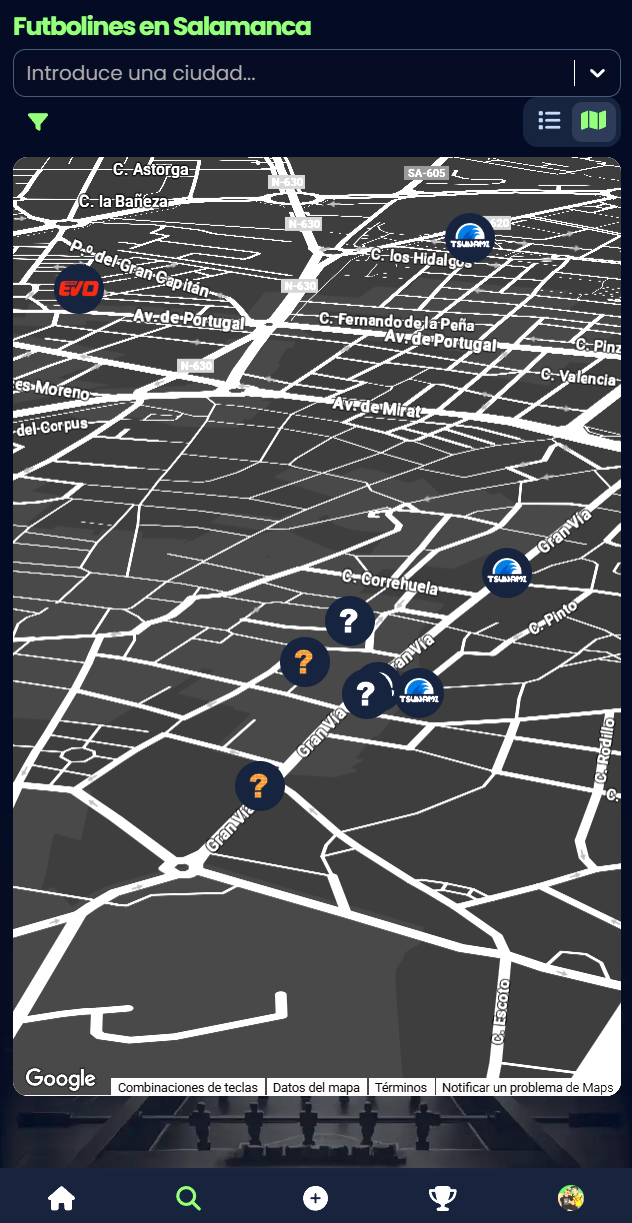 Futbolines en Salamanca
Introduce una ciudad...
C. Astorga
SA-605
N-630
C. la Bañeza
N-630
620
TSUNAMI
P.º del Gran Capitán
C. los Hidalgos
EVO
N-630
Av. de Portugal
C. Fernando de la Peña
Av. de Portugal
C. Pinz
N-630
C. Valencia
es Moreno
Av. de Mirat
del Corpus
Gran Vía
TSUNAMI
C. Correhuela
C. Pinto
?
ran Vía
?
?
TSUNAMI
Gran Vía
C. Rodillo
?
C.
Gran Vía
C. Escoto
Google
Combinaciones de teclas
Datos del mapa
Términos
Notificar un problema de Maps